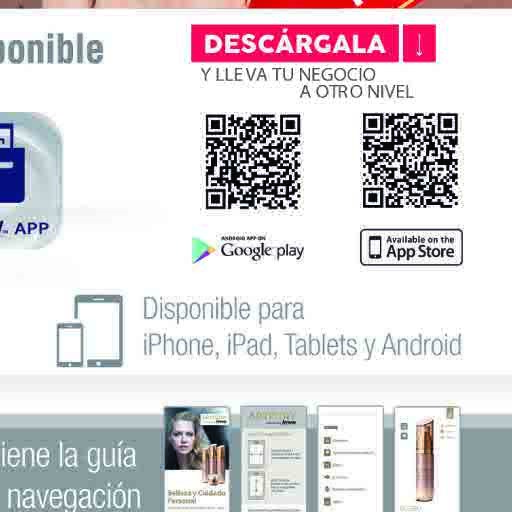 ponible
DESCÁRGALA
Y LLEVA TU NEGOCIO
A OTRO NIVEL
APP
ANDROID APP ON
Google play
Available on the
App Store
Disponible para
iPhone, iPad, Tablets y Android
iene la guía
navegación
Belleza y Cuidado
Personal